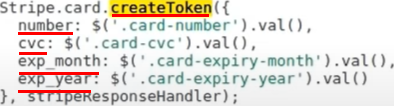 Stripe.card.createToken({
number: $('.card-number').val(),
cvc: $('.card-cvc').val(),
exp_month: $('.card-expiry-month').val(),
exp_year: $('.card-expiry-year').val()
}, stripeResponseHandler);